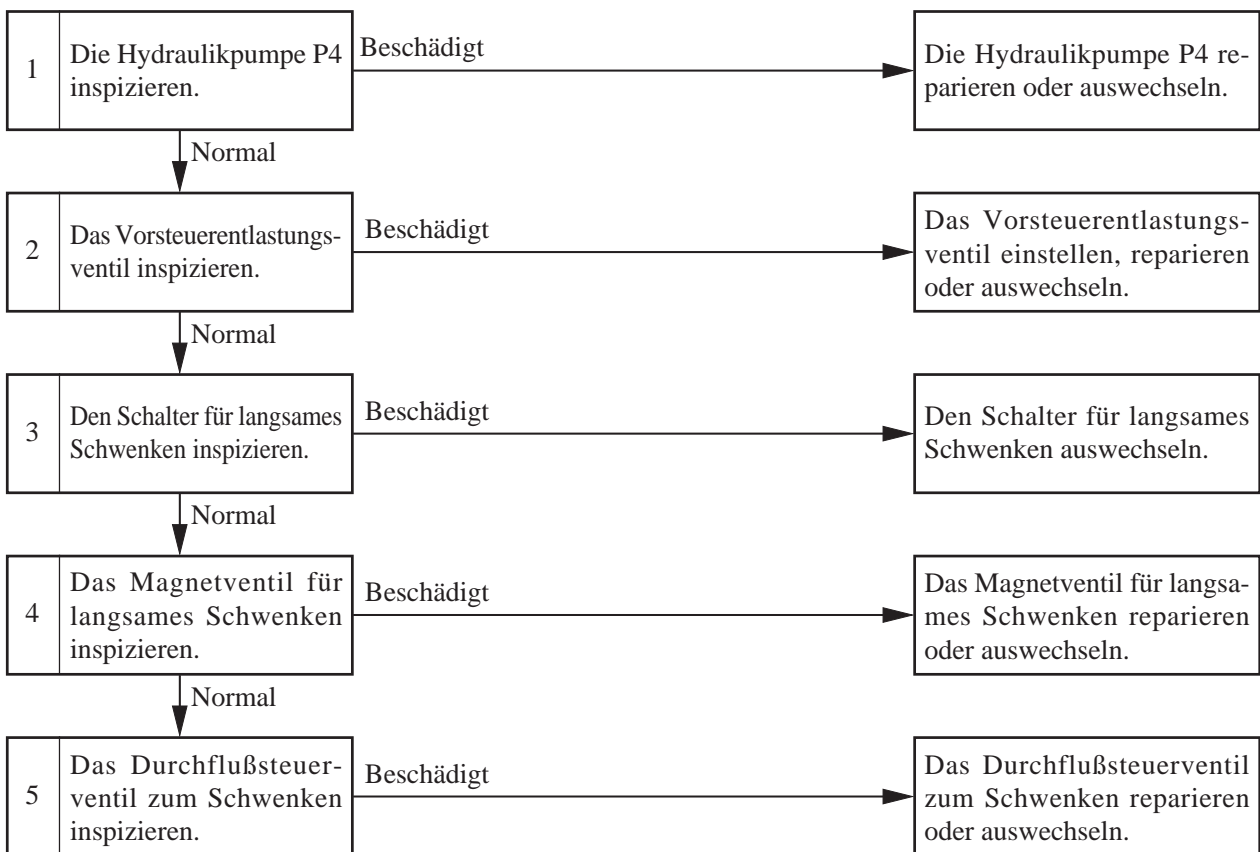 1
Die Hydraulikpumpe P4
inspizieren.
Beschädigt
Die Hydraulikpumpe P4 re-
parieren oder auswechseln.
Normal
2
Das Vorsteuerentlastungs-
ventil inspizieren.
Beschädigt
Das Vorsteuerentlastungs-
ventil einstellen, reparieren
oder auswechseln.
Normal
3
Den Schalter für langsames
Schwenken inspizieren.
Beschädigt
Den Schalter für langsames
Schwenken auswechseln.
Normal
4
Das Magnetventil für
langsames Schwenken
inspizieren.
Beschädigt
Das Magnetventil für langsa-
mes Schwenken reparieren
oder auswechseln.
Normal
5
Das Durchflußsteuer-
ventil zum Schwenken
inspizieren.
Beschädigt
Das Durchflußsteuerventil
zum Schwenken reparieren
oder auswechseln.